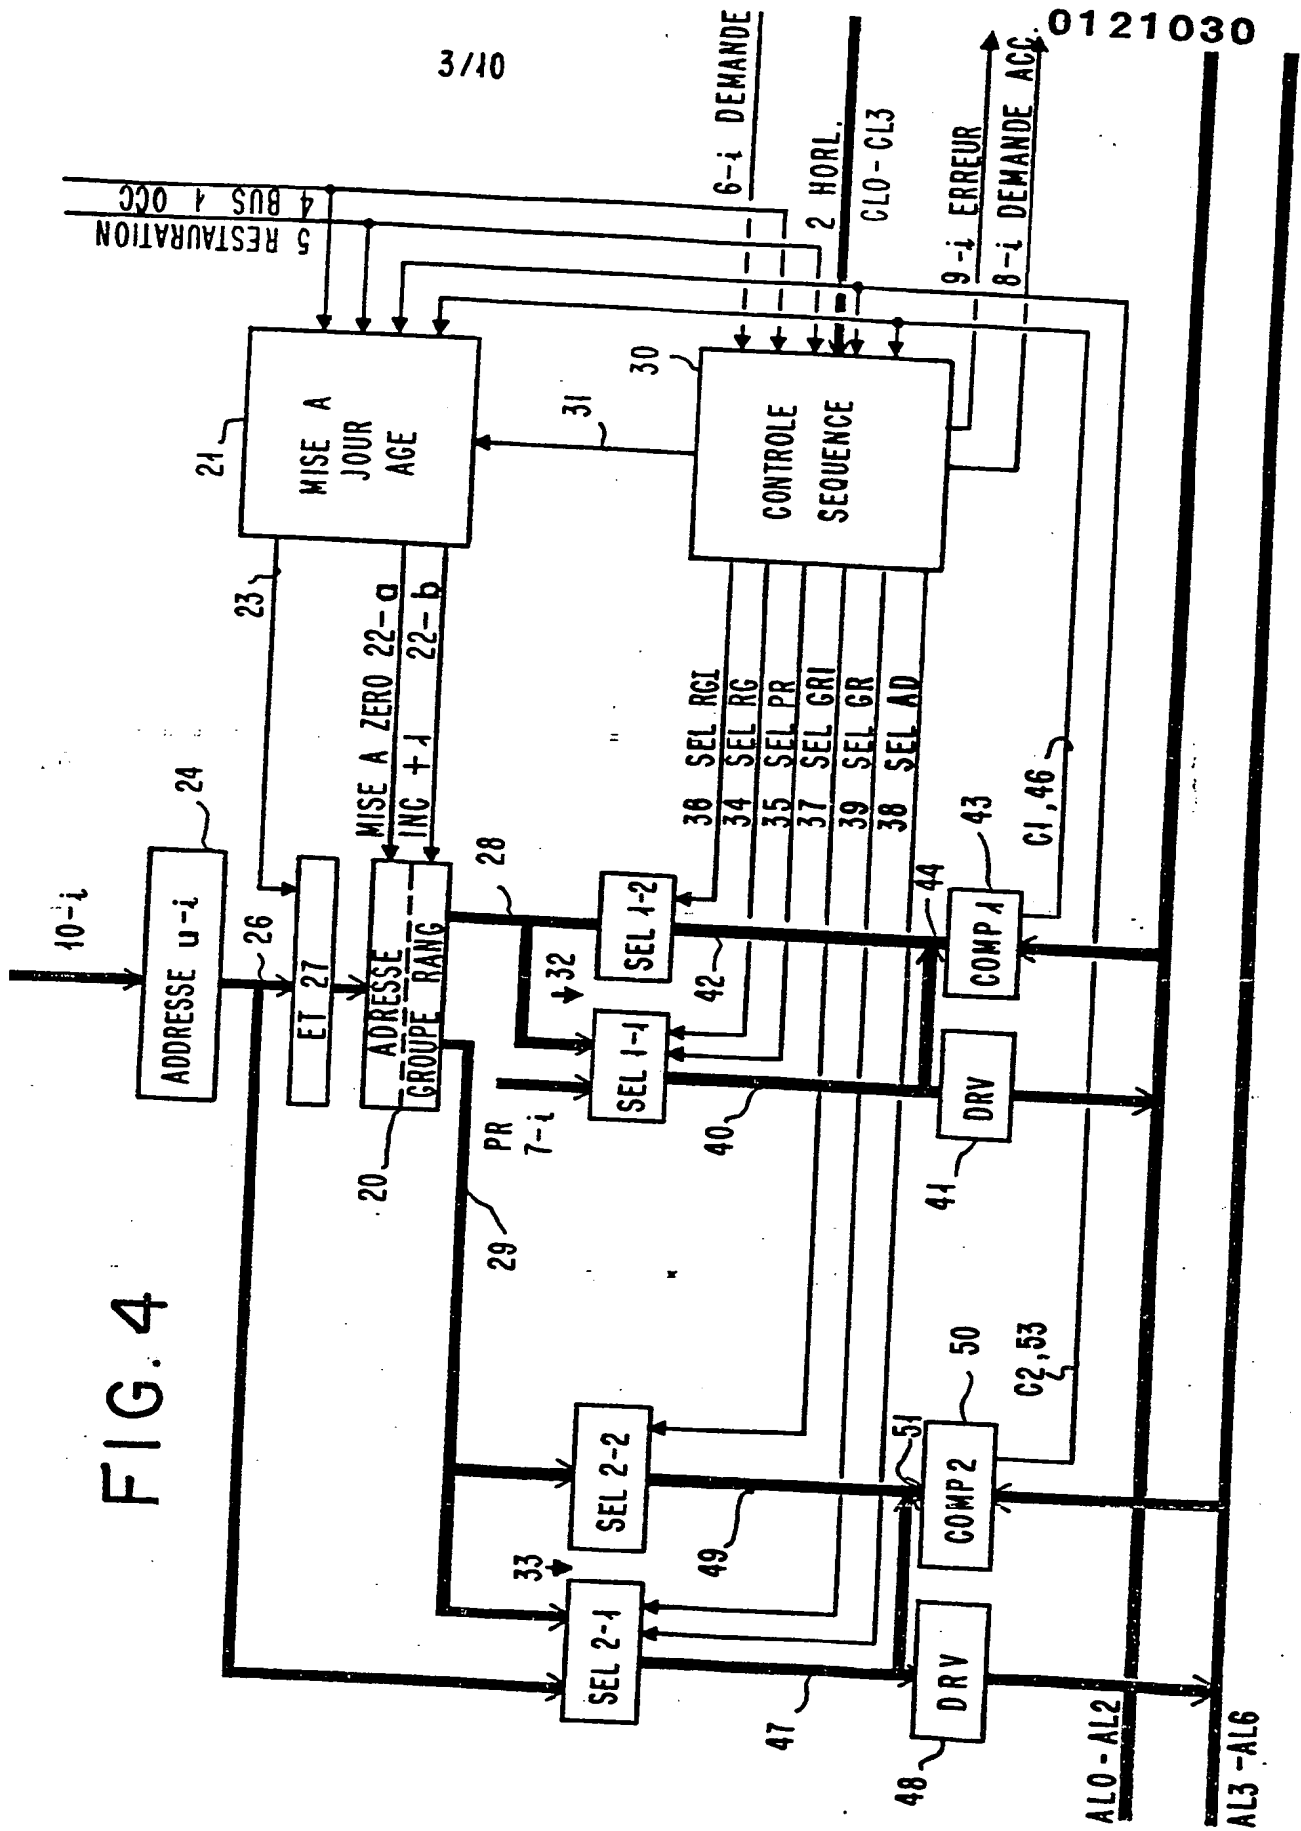 0121030
3/10
FIG. 4
10-i
ADDRESSE u-i
24
26
ET 27
23
21
MISE A
JOUR
AGE
5 RESTAURATION
4 BUS 1 OCC
MISE A ZERO 22-a
INC +1 22-b
ADRESSE
GROUPE RANG
20
28
29
31
30
CONTROLE
SEQUENCE
6-i DEMANDE
2 HORL.
CL0-CL3
9-i ERREUR
8-i DEMANDE ACC.
PR
7-i
32
33
SEL 1-1
SEL 1-2
SEL 2-1
SEL 2-2
36 SEL RGI
34 SEL RG
35 SEL PR
37 SEL GRI
39 SEL GR
38 SEL AD
40
42
44
47
49
51
DRV
41
COMP1
43
C1,46
DRV
48
COMP2
50
C2,53
AL0-AL2
AL3-AL6